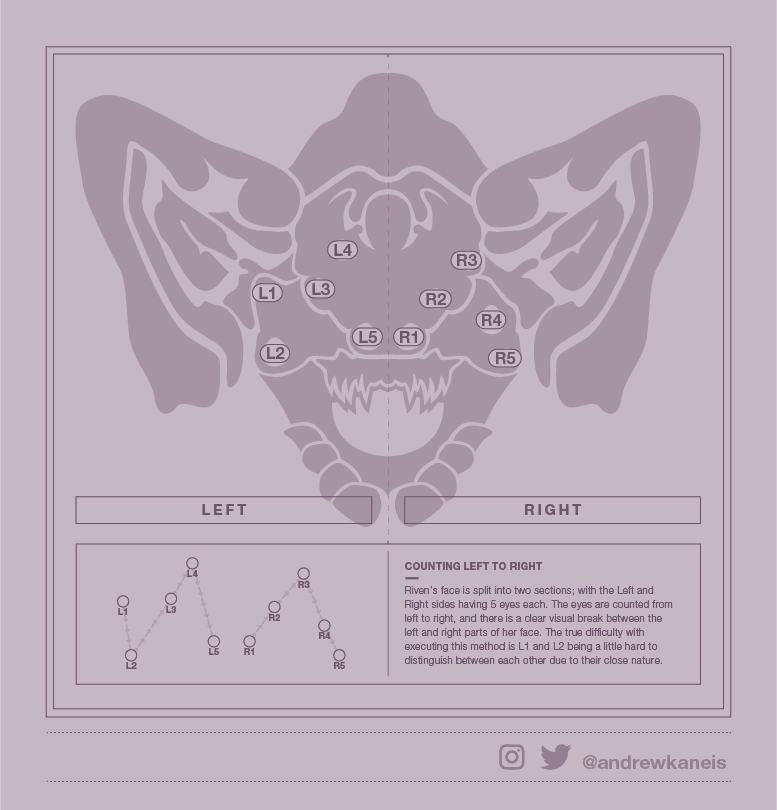 L4
R3
L1
L3
R2
R4
L5
R1
L2
R5
LEFT
RIGHT
L4
R3
L1
L3
R2
R4
L5
R1
L2
R5
COUNTING LEFT TO RIGHT
Riven's face is split into two sections; with the Left and
Right sides having 5 eyes each. The eyes are counted from
left to right, and there is a clear visual break between the
left and right parts of her face. The true difficulty with
executing this method is L1 and L2 being a little hard to
distinguish between each other due to their close nature.
@andrewkaneis